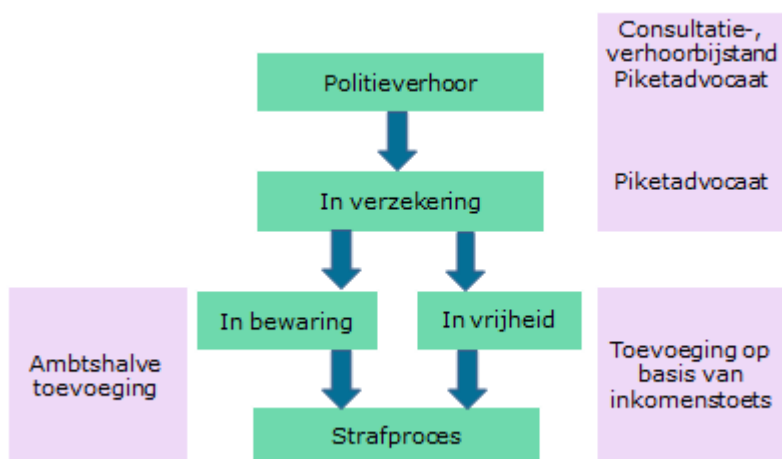 Consultatie-,
verhoorbijstand
Piketadvocaat
Politieverhoor
Piketadvocaat
In verzekering
In bewaring
In vrijheid
Ambtshalve
toevoeging
Toevoeging op
basis van
inkomenstoets
Strafproces